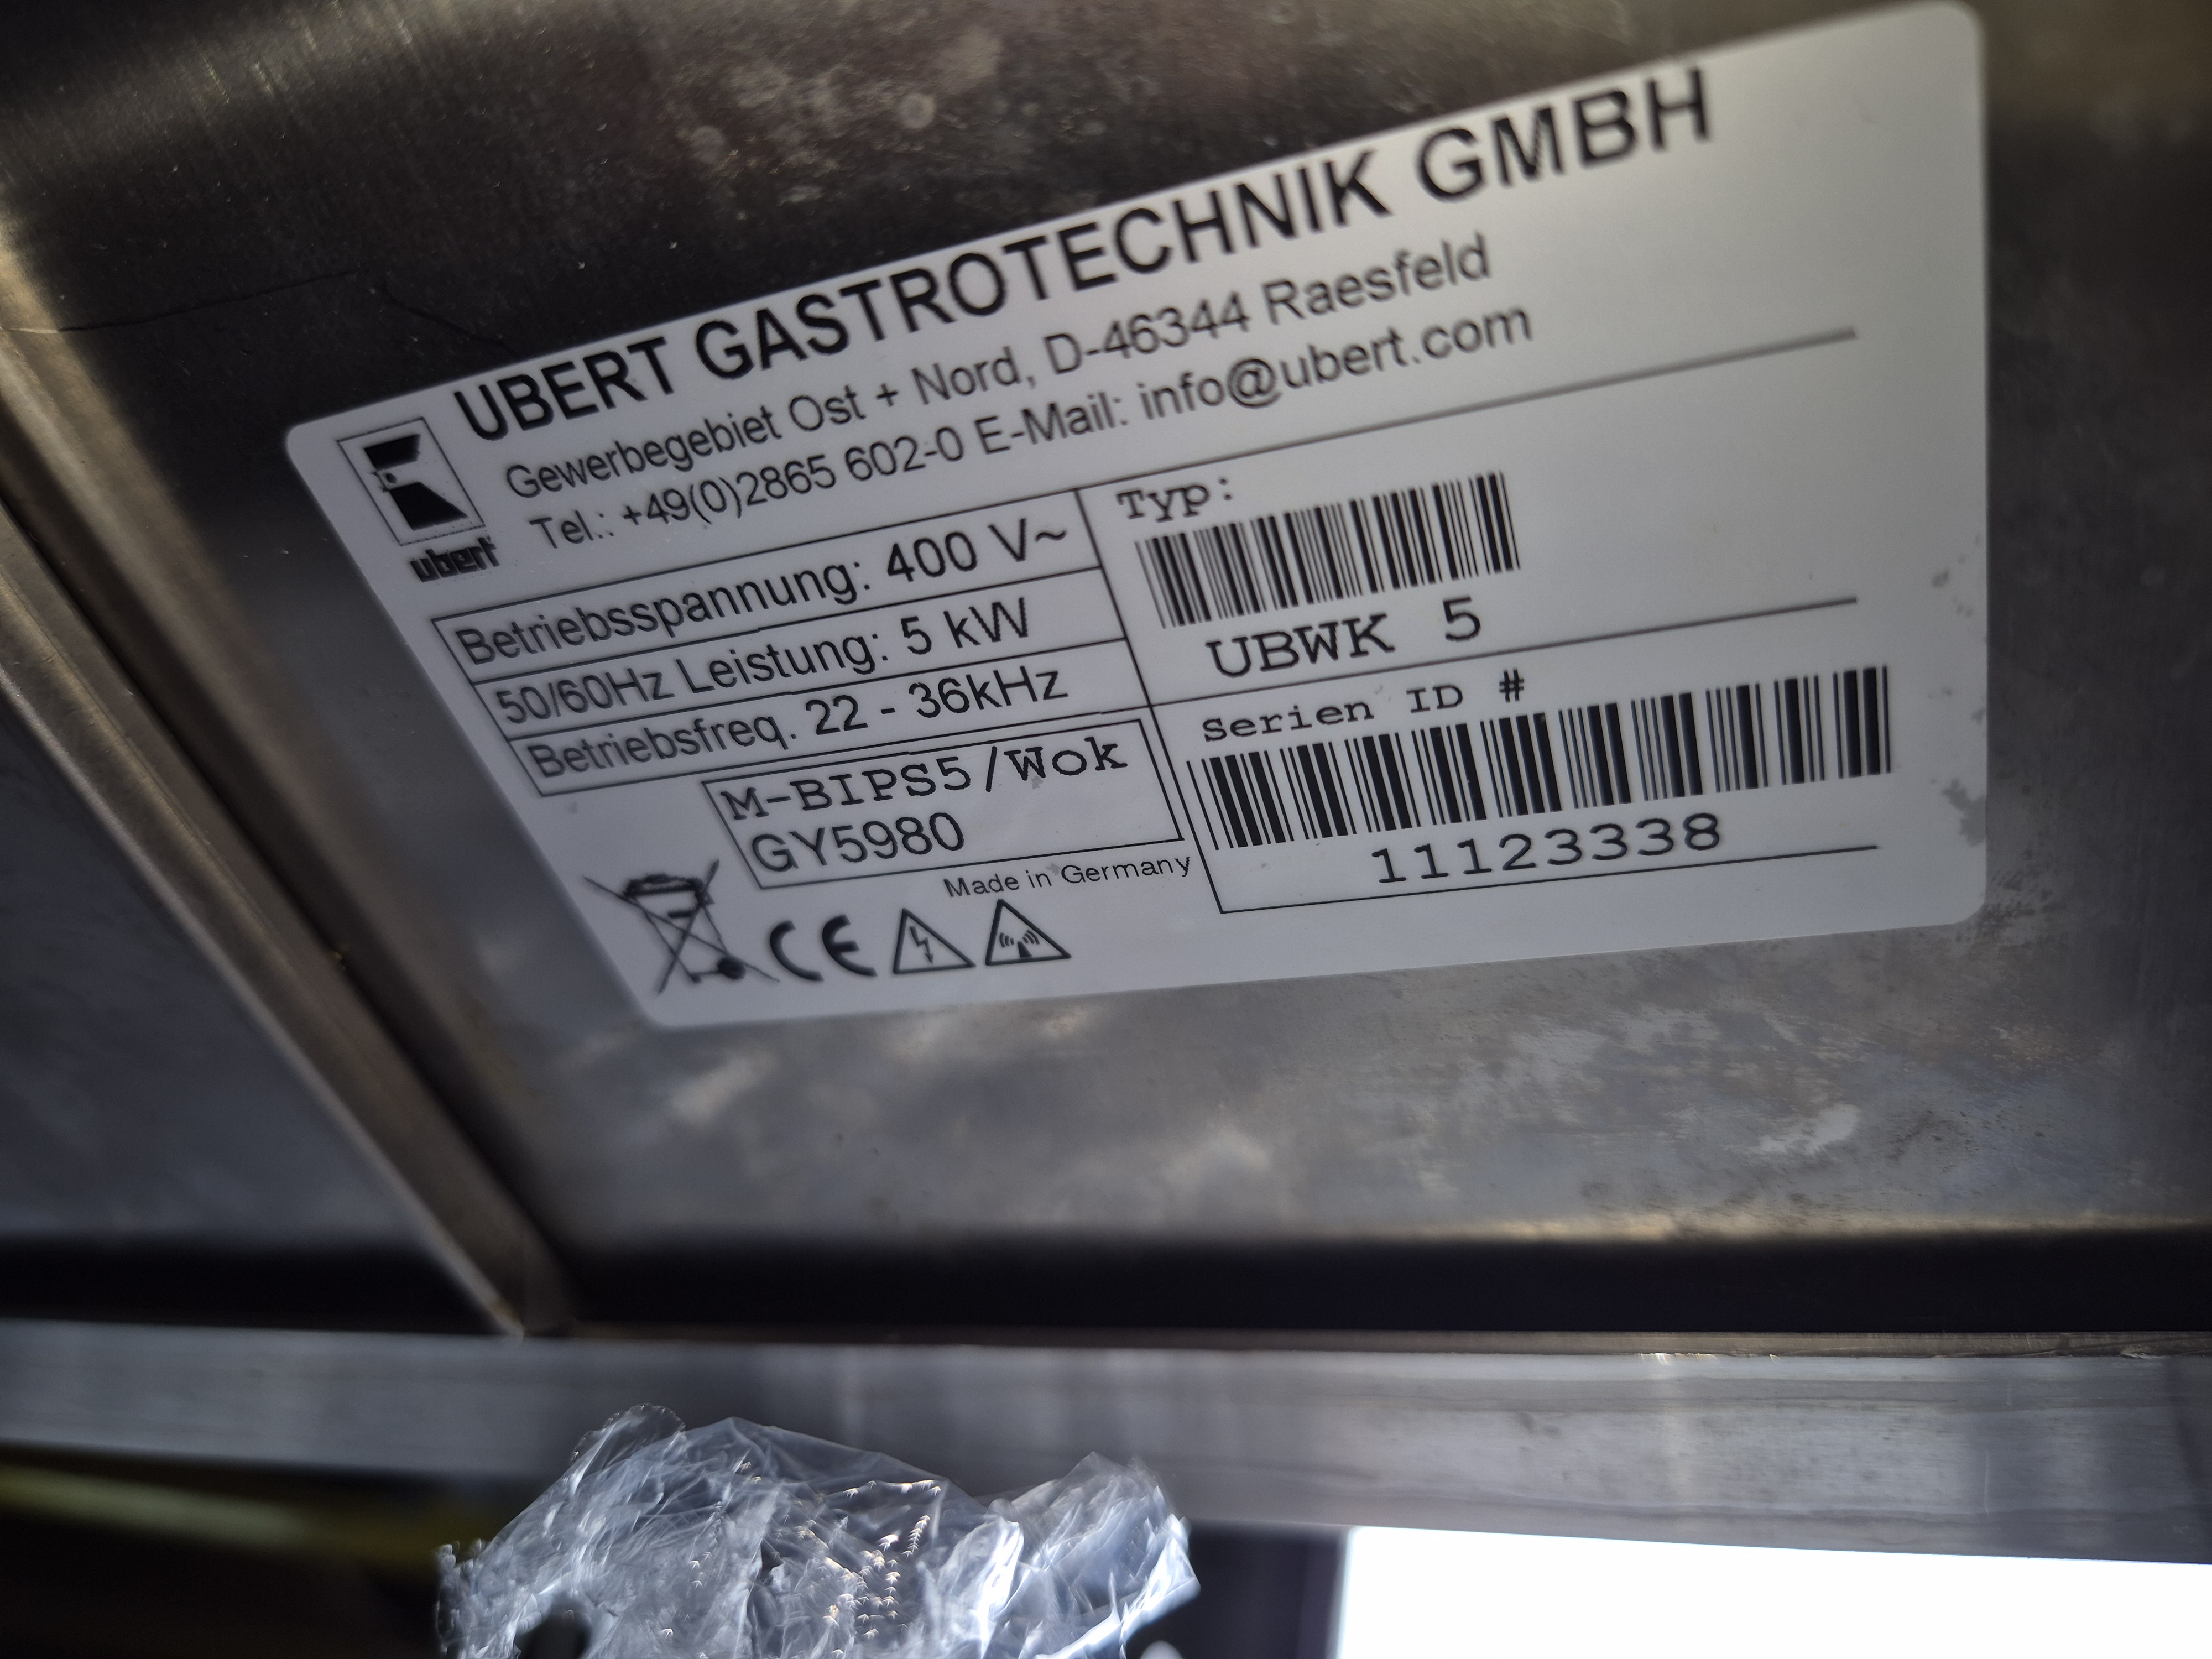 UBERT GASTROTECHNIK GMBH
Gewerbegebiet Ost + Nord, D-46344 Raesfeld
Tel.: +49(0)2865 602-0 E-Mail: info@ubert.com
ubert
Betriebsspannung: 400 V~
50/60Hz Leistung: 5 kW
Betriebsfreq. 22 - 36kHz
M-BIPS5/Wok
GY5980
Made in Germany
CE
Typ:
UBWK 5
Serien ID #
11123338